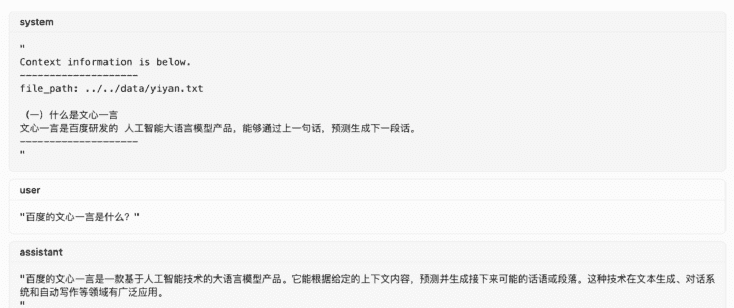 system
"
Context information is below.
---------------------
file_path: ../../data/yiyan.txt
（一）什么是文心一言
文心一言是百度研发的 人工智能大语言模型产品，能够通过上一句话，预测生成下一段话。
---------------------
"
user
"百度的文心一言是什么？"
assistant
"百度的文心一言是一款基于人工智能技术的大语言模型产品。它能根据给定的上下文内容，预测并生成接下来可能的话语或段落。这种技术在文本生成、对话系
统和自动写作等领域有广泛应用。
"